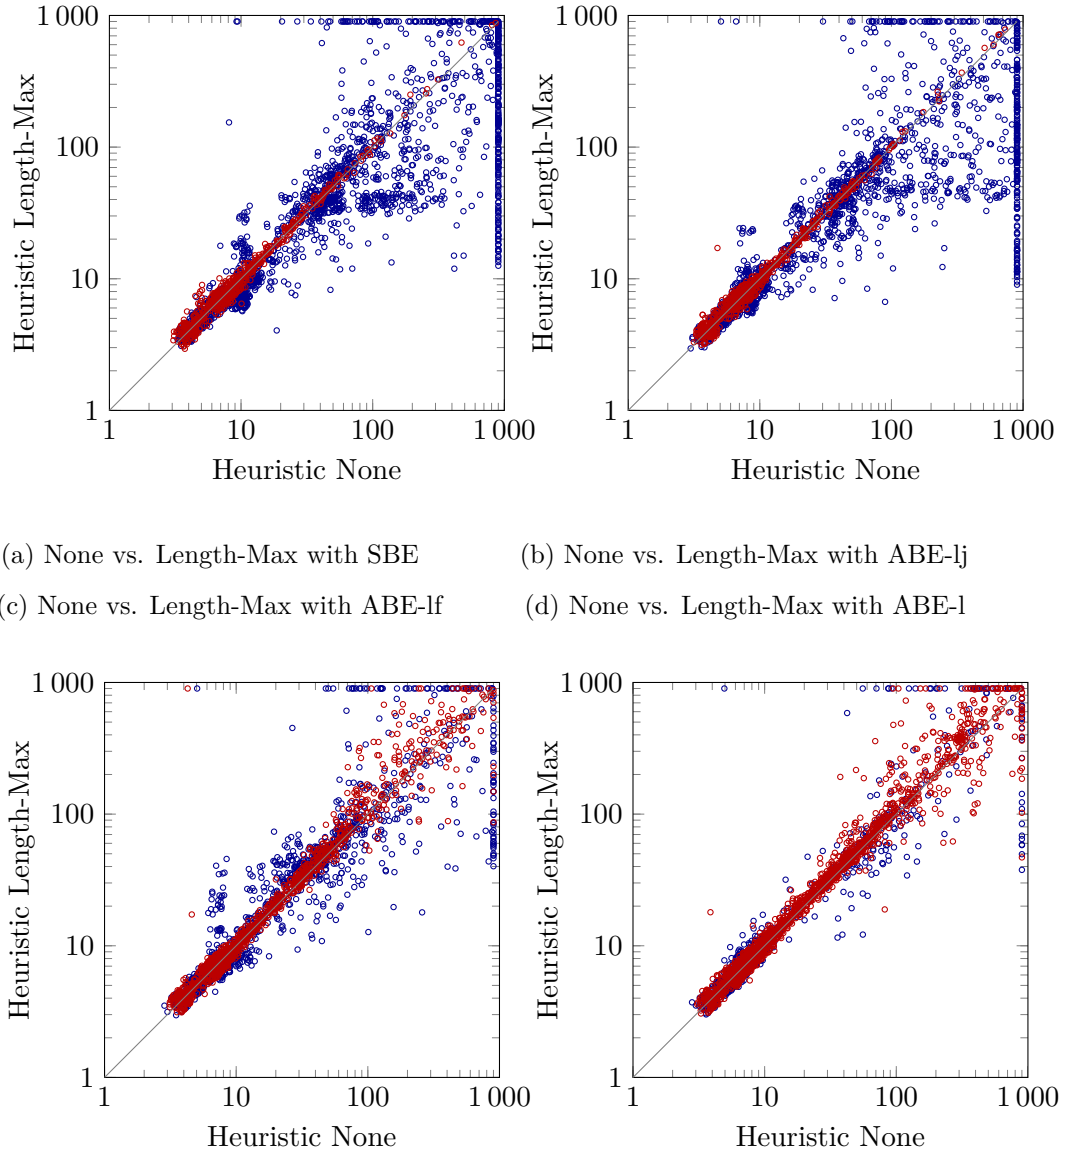 1 000 1 000
100 100
10 10
1 1
Heuristic Length-Max Heuristic Length-Max
1 10 100 1 000 1 10 100 1 000
Heuristic None Heuristic None
(a) None vs. Length-Max with SBE (b) None vs. Length-Max with ABE-lj
(c) None vs. Length-Max with ABE-lf (d) None vs. Length-Max with ABE-l
1 000 1 000
100 100
10 10
1 1
Heuristic Length-Max Heuristic Length-Max
1 10 100 1 000 1 10 100 1 000
Heuristic None Heuristic None